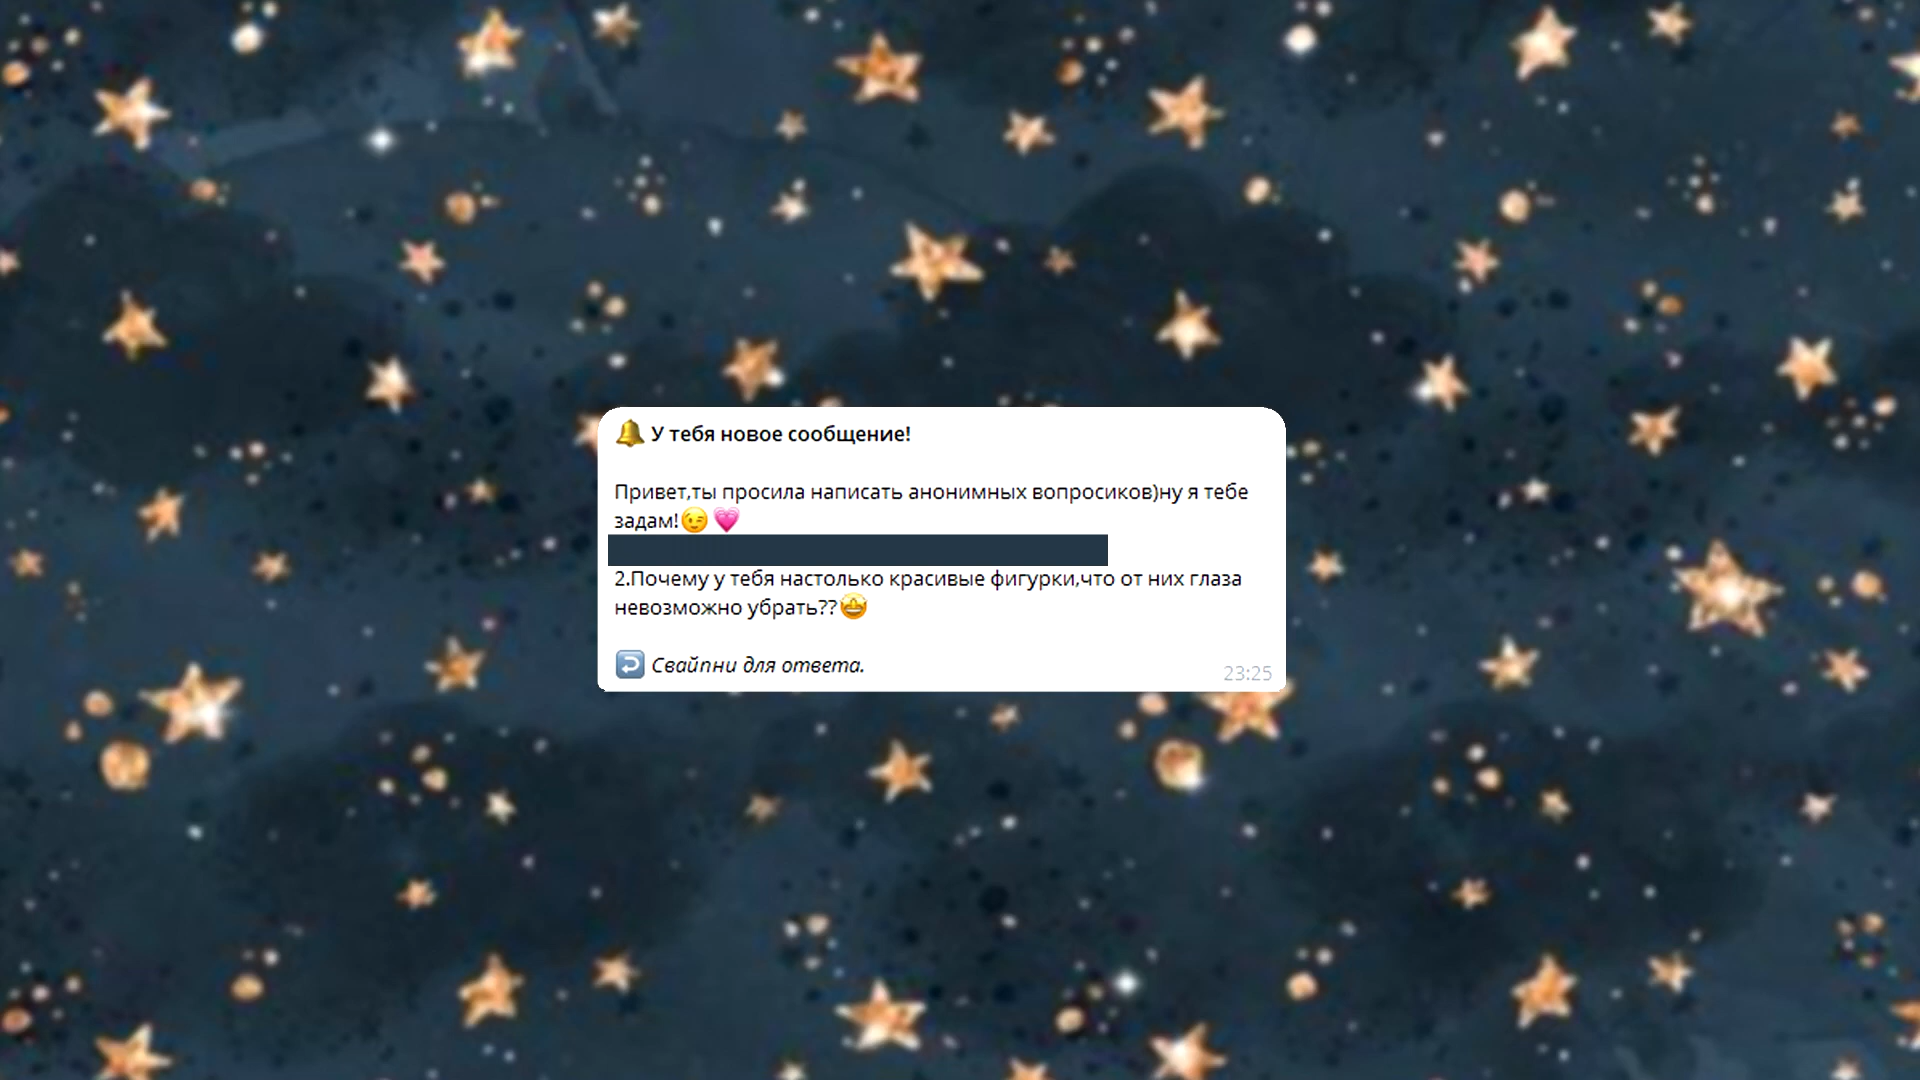 🔔 У тебя новое сообщение!
Привет,ты просила написать анонимных вопросиков)ну я тебе
задам!😉 💗
2.Почему у тебя настолько красивые фигурки,что от них глаза
невозможно убрать??🤩
↩️ Свайпни для ответа.
23:25